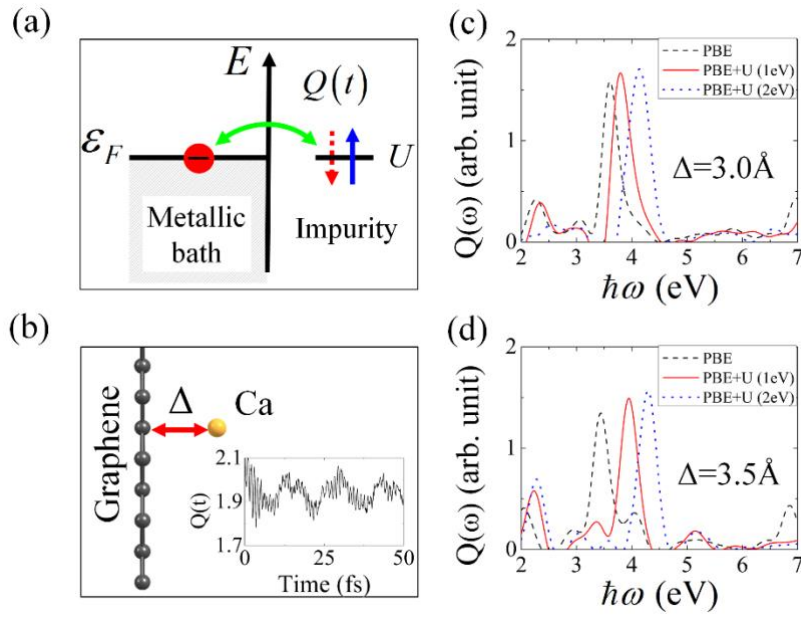 (a)
E
Q(t)
ε_F
U
Metallic
bath
Impurity
(b)
Graphene
Δ
Ca
2.1
1.9
1.7
Q(t)
0
25
50
Time (fs)
(c)
2
1
0
Q(ω) (arb. unit)
PBE
PBE+U (1eV)
PBE+U (2eV)
Δ=3.0Å
2 3 4 5 6 7
ħω (eV)
(d)
2
1
0
Q(ω) (arb. unit)
PBE
PBE+U (1eV)
PBE+U (2eV)
Δ=3.5Å
2 3 4 5 6 7
ħω (eV)